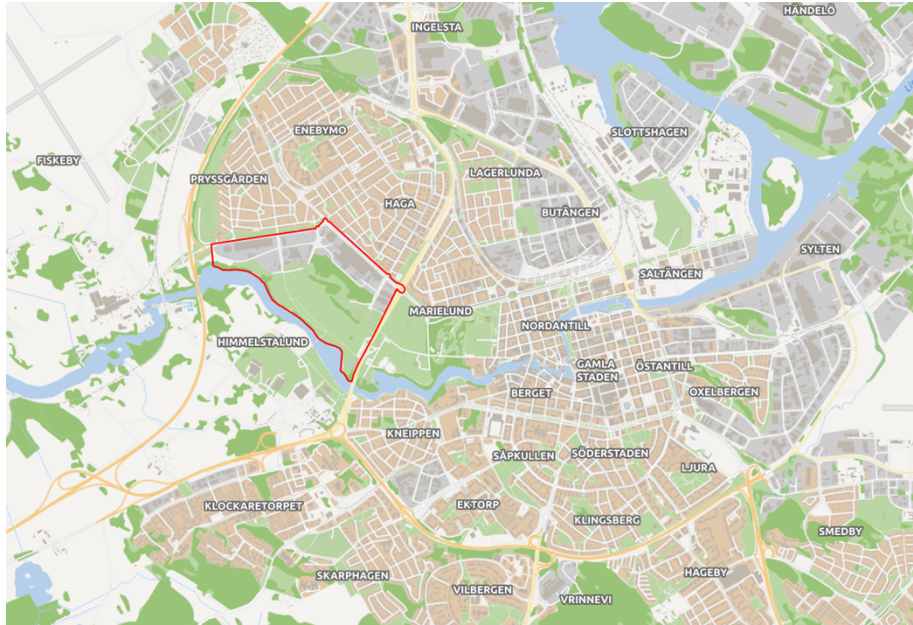 HÄNDELÖ
INGELSTA
ENEBYMO
SLOTTSHAGEN
FISKEBY
LAGERLUNDA
PRYSSGÅRDEN
HAGA
BUTÄNGEN
SYLTEN
SALTÄNGEN
MARIELUND
NORDANTILL
HIMMELSTALUND
GAMLA
STADEN
ÖSTANTILL
BERGET
OXELBERGEN
KNEIPPEN
SÅPKULLEN
SÖDERSTADEN
LJURA
KLOCKARETORPET
EKTORP
KLINGSBERG
SMEDBY
SKARPHAGEN
HAGEBY
VILBERGEN
VRINNEVI